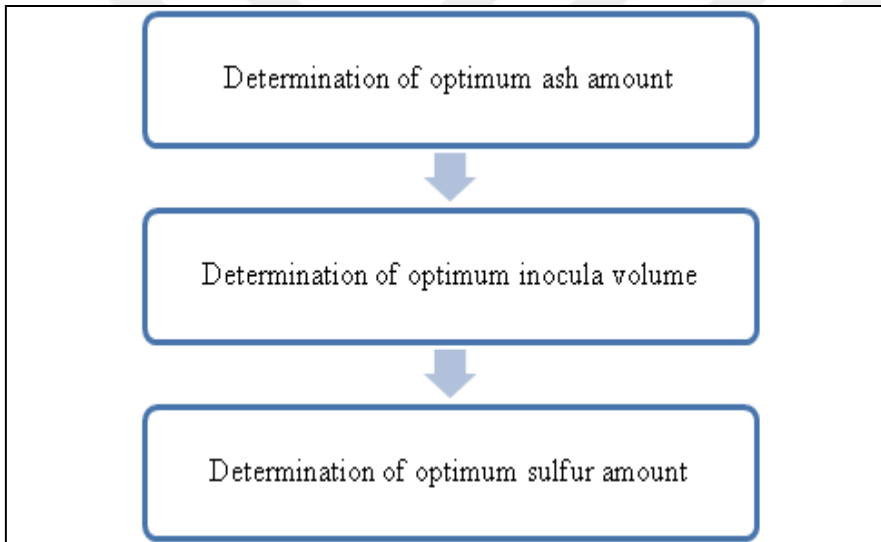 Determination of optimum ash amount
Determination of optimum inocula volume
Determination of optimum sulfur amount